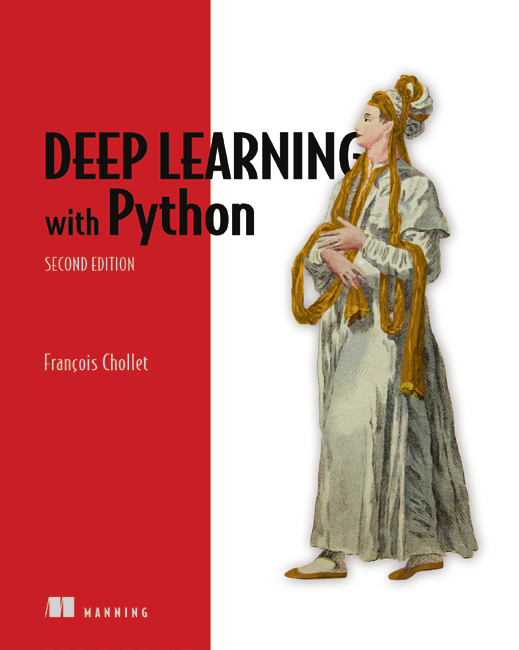 DEEP LEARNING
with Python
SECOND EDITION
François Chollet
MANNING